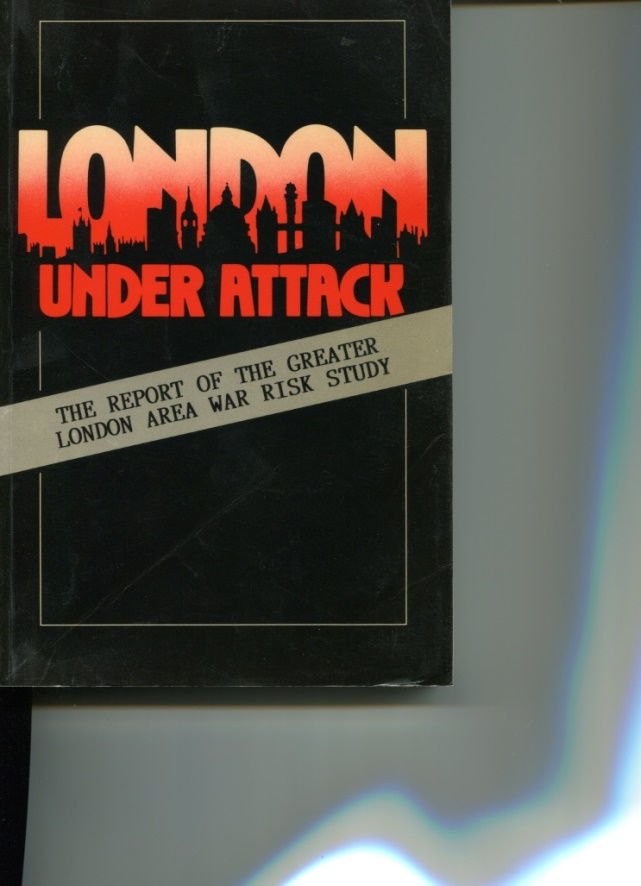 LONDON
UNDER ATTACK
THE REPORT OF THE GREATER
LONDON AREA WAR RISK STUDY